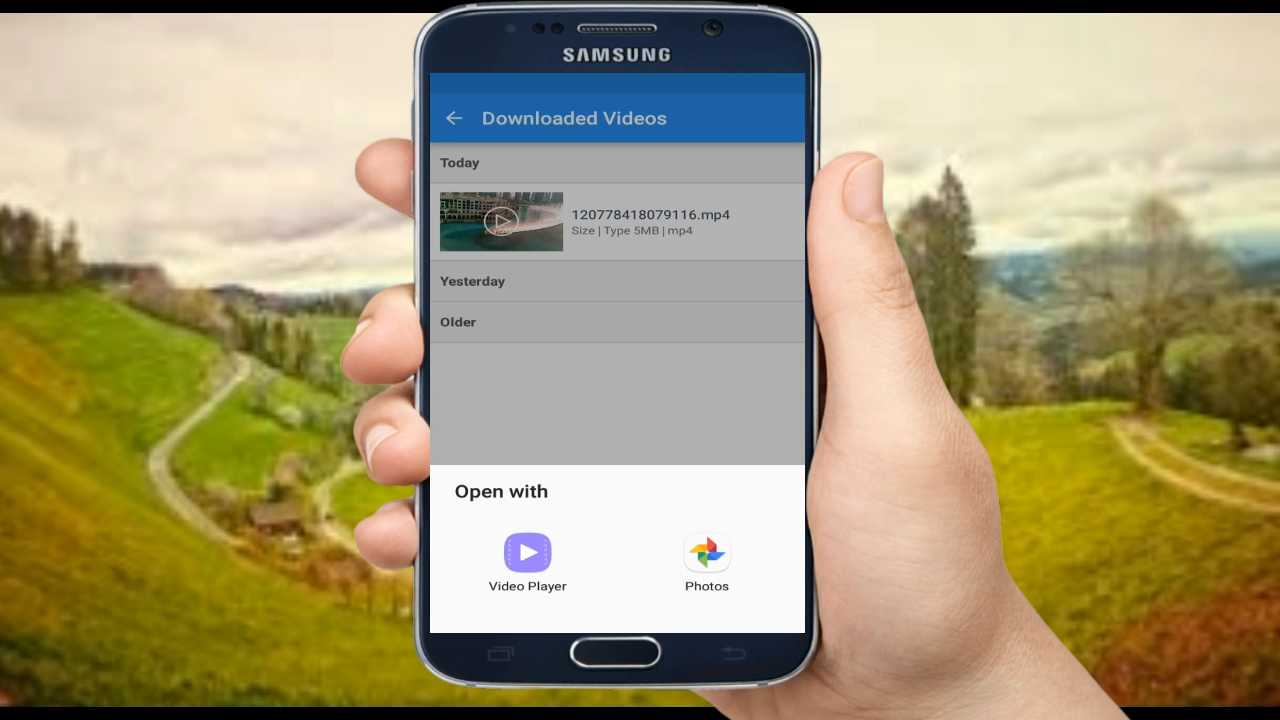 SAMSUNG
Downloaded Videos
Today
120778418079116.mp4
Size | Type 5MB | mp4
Yesterday
Older
Open with
Video Player
Photos